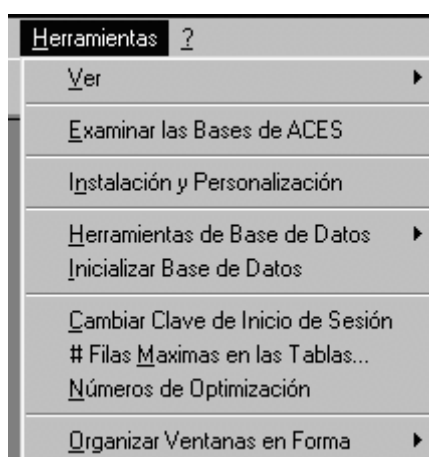 Herramientas ?
Ver
Examinar las Bases de ACES
Instalación y Personalización
Herramientas de Base de Datos
Inicializar Base de Datos
Cambiar Clave de Inicio de Sesión
# Filas Maximas en las Tablas...
Números de Optimización
Organizar Ventanas en Forma